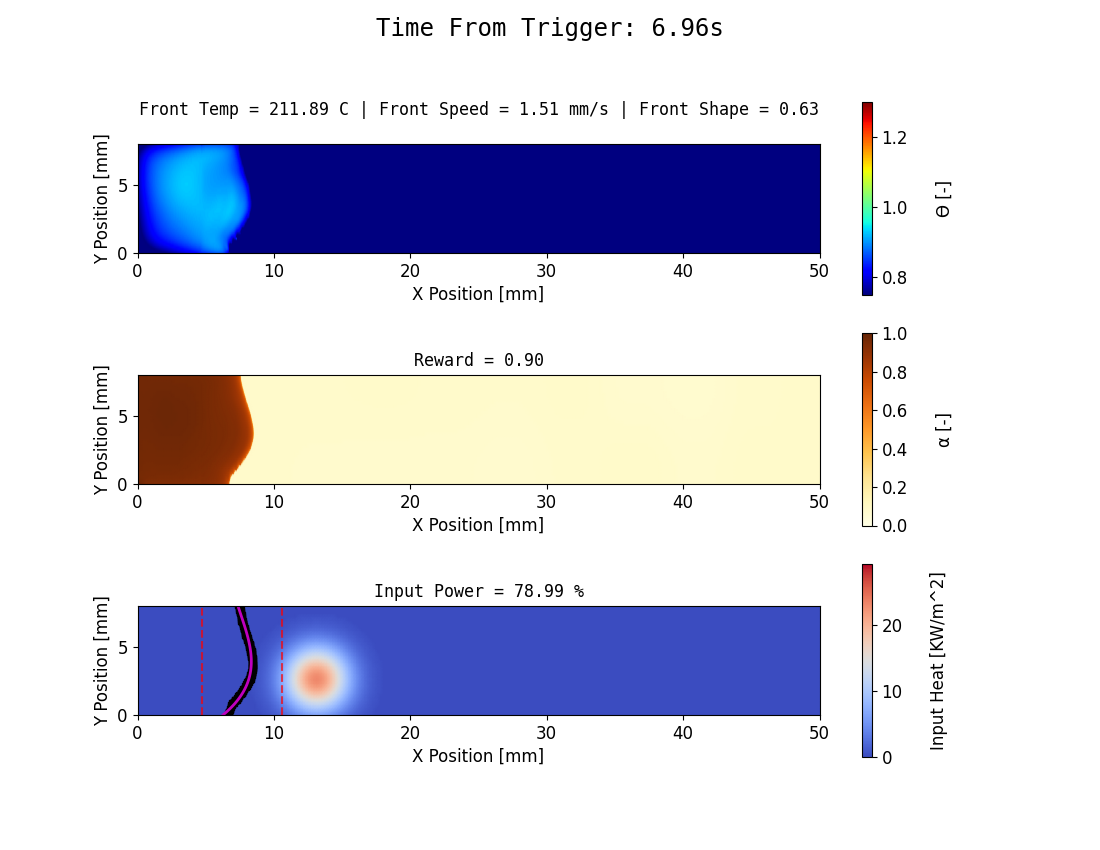 Time From Trigger: 6.96s
Front Temp = 211.89 C | Front Speed = 1.51 mm/s | Front Shape = 0.63
Y Position [mm]
5
0
0 10 20 30 40 50
X Position [mm]
1.2
1.0
0.8
Θ [-]
Reward = 0.90
Y Position [mm]
5
0
0 10 20 30 40 50
X Position [mm]
1.0
0.8
0.6
0.4
0.2
0.0
α [-]
Input Power = 78.99 %
Y Position [mm]
5
0
0 10 20 30 40 50
X Position [mm]
20
10
0
Input Heat [KW/m^2]